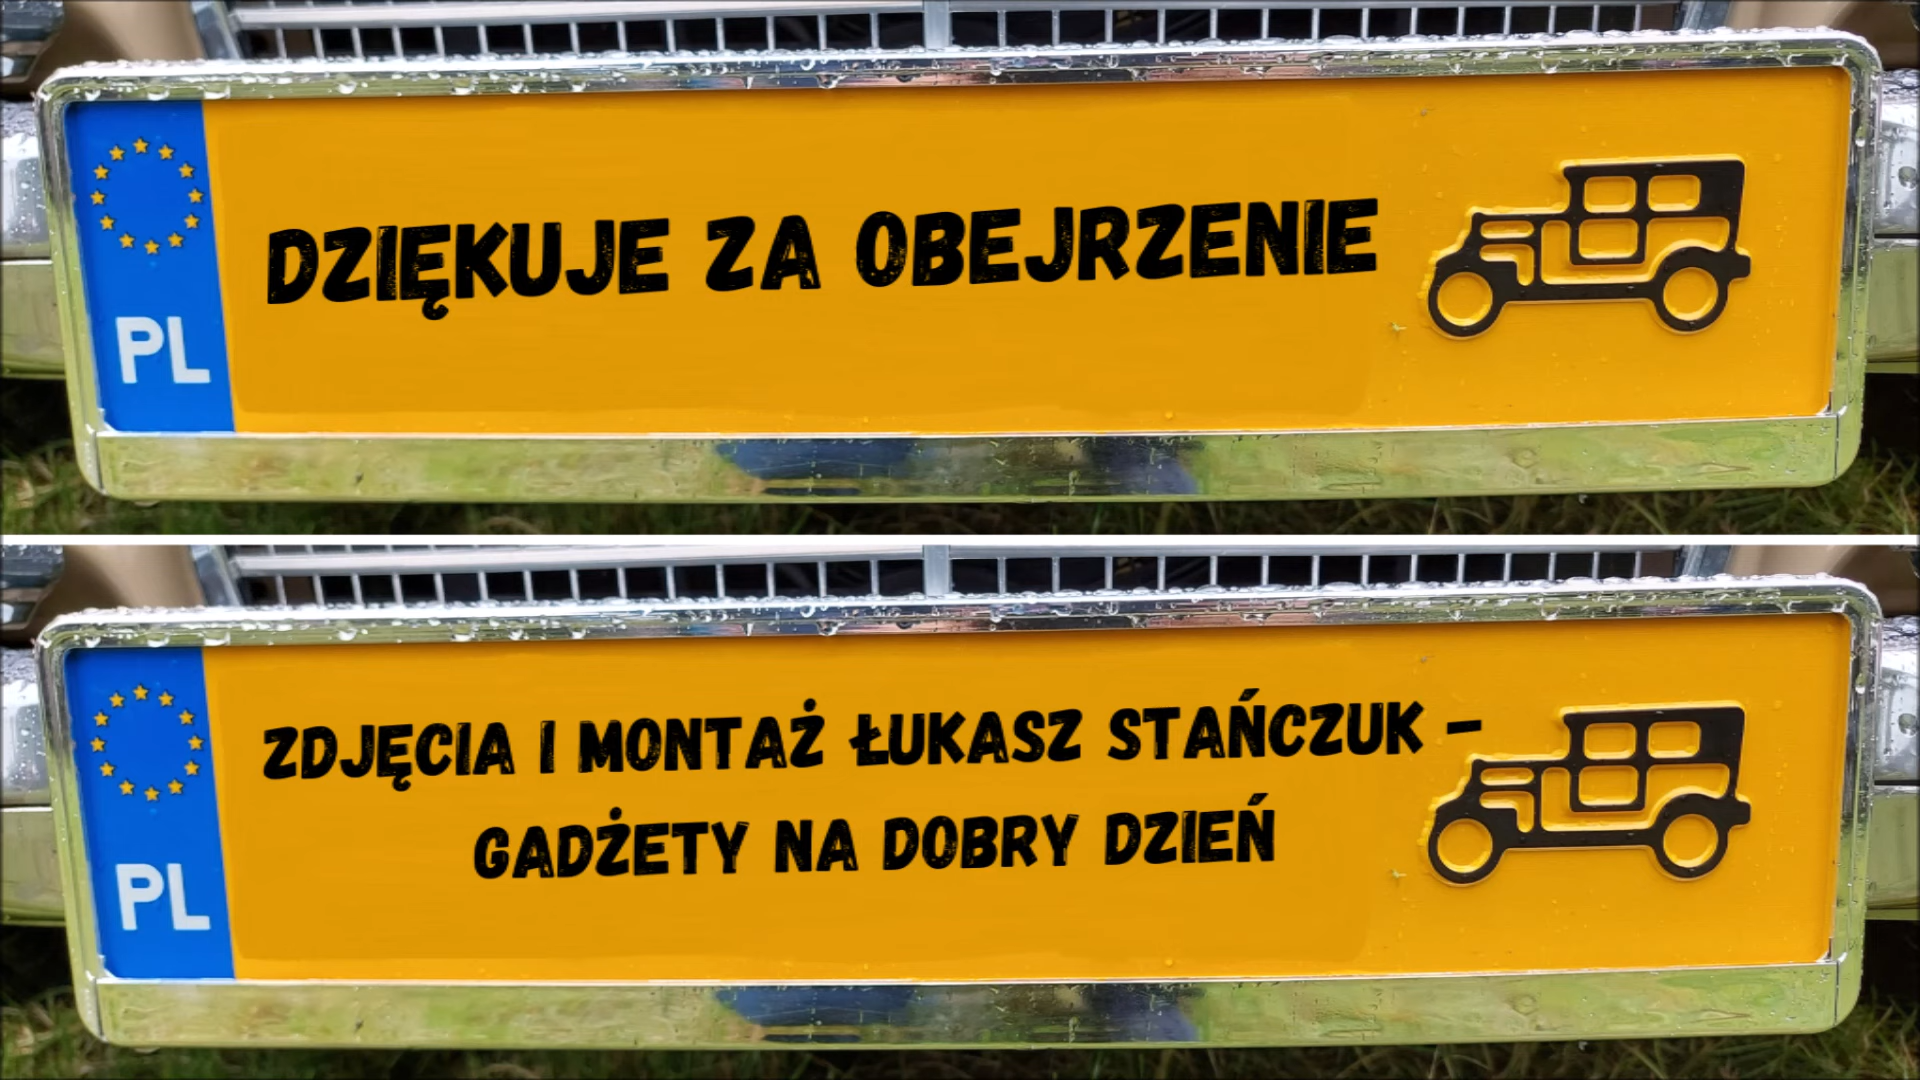 PL
DZIĘKUJE ZA OBEJRZENIE
PL
ZDJĘCIA I MONTAŻ ŁUKASZ STAŃCZUK -
GADŻETY NA DOBRY DZIEŃ